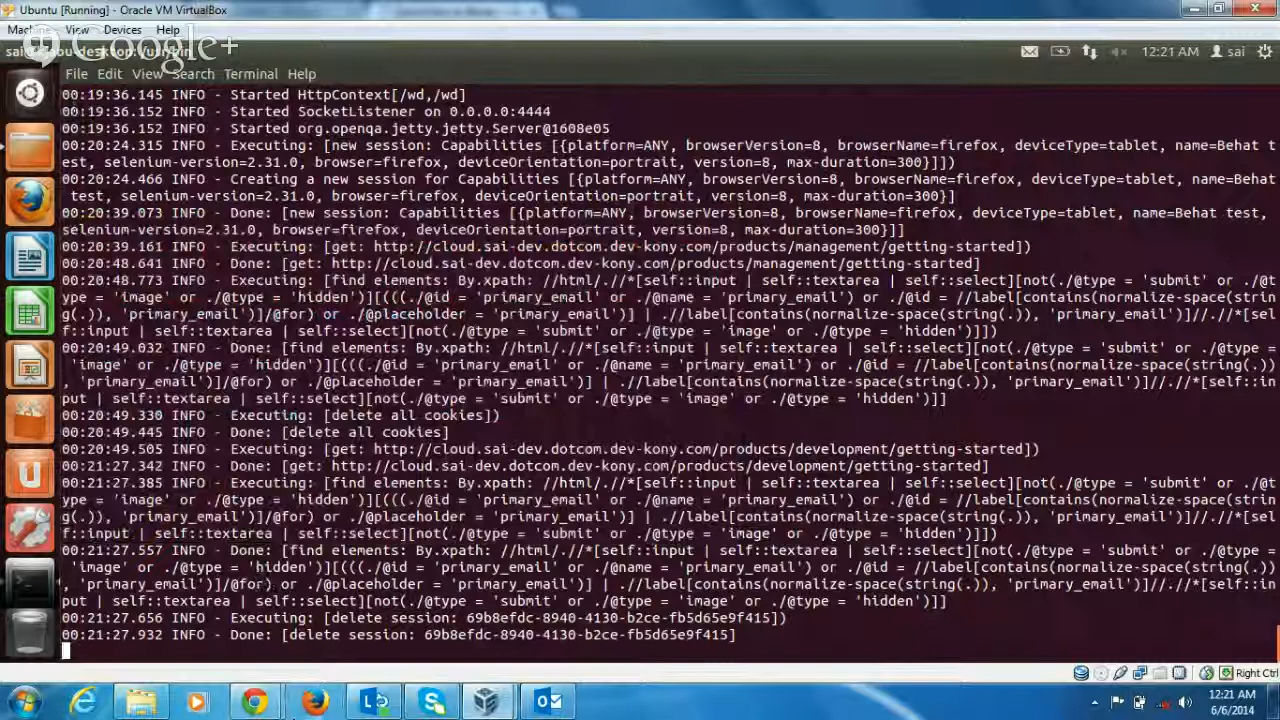 Ubuntu [Running] - Oracle VM VirtualBox
Machine View Devices Help
Google+
12:21 AM sai
File Edit View Search Terminal Help
00:19:36.145 INFO - Started HttpContext[/wd,/wd]
00:19:36.152 INFO - Started SocketListener on 0.0.0.0:4444
00:19:36.152 INFO - Started org.openqa.jetty.jetty.Server@1608e05
00:20:24.315 INFO - Executing: [new session: Capabilities [{platform=ANY, browserVersion=8, browserName=firefox, deviceType=tablet, name=Behat t
est, selenium-version=2.31.0, browser=firefox, deviceOrientation=portrait, version=8, max-duration=300}]])
00:20:24.466 INFO - Creating a new session for Capabilities [{platform=ANY, browserVersion=8, browserName=firefox, deviceType=tablet, name=Behat
 test, selenium-version=2.31.0, browser=firefox, deviceOrientation=portrait, version=8, max-duration=300}]
00:20:39.073 INFO - Done: [new session: Capabilities [{platform=ANY, browserVersion=8, browserName=firefox, deviceType=tablet, name=Behat test,
selenium-version=2.31.0, browser=firefox, deviceOrientation=portrait, version=8, max-duration=300}]]
00:20:39.161 INFO - Executing: [get: http://cloud.sai-dev.dotcom.dev-kony.com/products/management/getting-started])
00:20:48.641 INFO - Done: [get: http://cloud.sai-dev.dotcom.dev-kony.com/products/management/getting-started]
00:20:48.773 INFO - Executing: [find elements: By.xpath: //html/.//*[self::input | self::textarea | self::select][not(./@type = 'submit' or ./@t
ype = 'image' or ./@type = 'hidden')][(((./@id = 'primary_email' or ./@name = 'primary_email') or ./@id = //label[contains(normalize-space(strin
g(.)), 'primary_email')]/@for) or ./@placeholder = 'primary_email')] | .//label[contains(normalize-space(string(.)), 'primary_email')]//.//*[sel
f::input | self::textarea | self::select][not(./@type = 'submit' or ./@type = 'image' or ./@type = 'hidden')]])
00:20:49.032 INFO - Done: [find elements: By.xpath: //html/.//*[self::input | self::textarea | self::select][not(./@type = 'submit' or ./@type =
 'image' or ./@type = 'hidden')][(((./@id = 'primary_email' or ./@name = 'primary_email') or ./@id = //label[contains(normalize-space(string(.))
, 'primary_email')]/@for) or ./@placeholder = 'primary_email')] | .//label[contains(normalize-space(string(.)), 'primary_email')]//.//*[self::in
put | self::textarea | self::select][not(./@type = 'submit' or ./@type = 'image' or ./@type = 'hidden')]]
00:20:49.330 INFO - Executing: [delete all cookies])
00:20:49.445 INFO - Done: [delete all cookies]
00:20:49.505 INFO - Executing: [get: http://cloud.sai-dev.dotcom.dev-kony.com/products/development/getting-started])
00:21:27.342 INFO - Done: [get: http://cloud.sai-dev.dotcom.dev-kony.com/products/development/getting-started]
00:21:27.385 INFO - Executing: [find elements: By.xpath: //html/.//*[self::input | self::textarea | self::select][not(./@type = 'submit' or ./@t
ype = 'image' or ./@type = 'hidden')][(((./@id = 'primary_email' or ./@name = 'primary_email') or ./@id = //label[contains(normalize-space(strin
g(.)), 'primary_email')]/@for) or ./@placeholder = 'primary_email')] | .//label[contains(normalize-space(string(.)), 'primary_email')]//.//*[sel
f::input | self::textarea | self::select][not(./@type = 'submit' or ./@type = 'image' or ./@type = 'hidden')]])
00:21:27.557 INFO - Done: [find elements: By.xpath: //html/.//*[self::input | self::textarea | self::select][not(./@type = 'submit' or ./@type =
 'image' or ./@type = 'hidden')][(((./@id = 'primary_email' or ./@name = 'primary_email') or ./@id = //label[contains(normalize-space(string(.))
, 'primary_email')]/@for) or ./@placeholder = 'primary_email')] | .//label[contains(normalize-space(string(.)), 'primary_email')]//.//*[self::in
put | self::textarea | self::select][not(./@type = 'submit' or ./@type = 'image' or ./@type = 'hidden')]]
00:21:27.656 INFO - Executing: [delete session: 69b8efdc-8940-4130-b2ce-fb5d65e9f415])
00:21:27.932 INFO - Done: [delete session: 69b8efdc-8940-4130-b2ce-fb5d65e9f415]
Right Ctrl
12:21 AM
6/6/2014